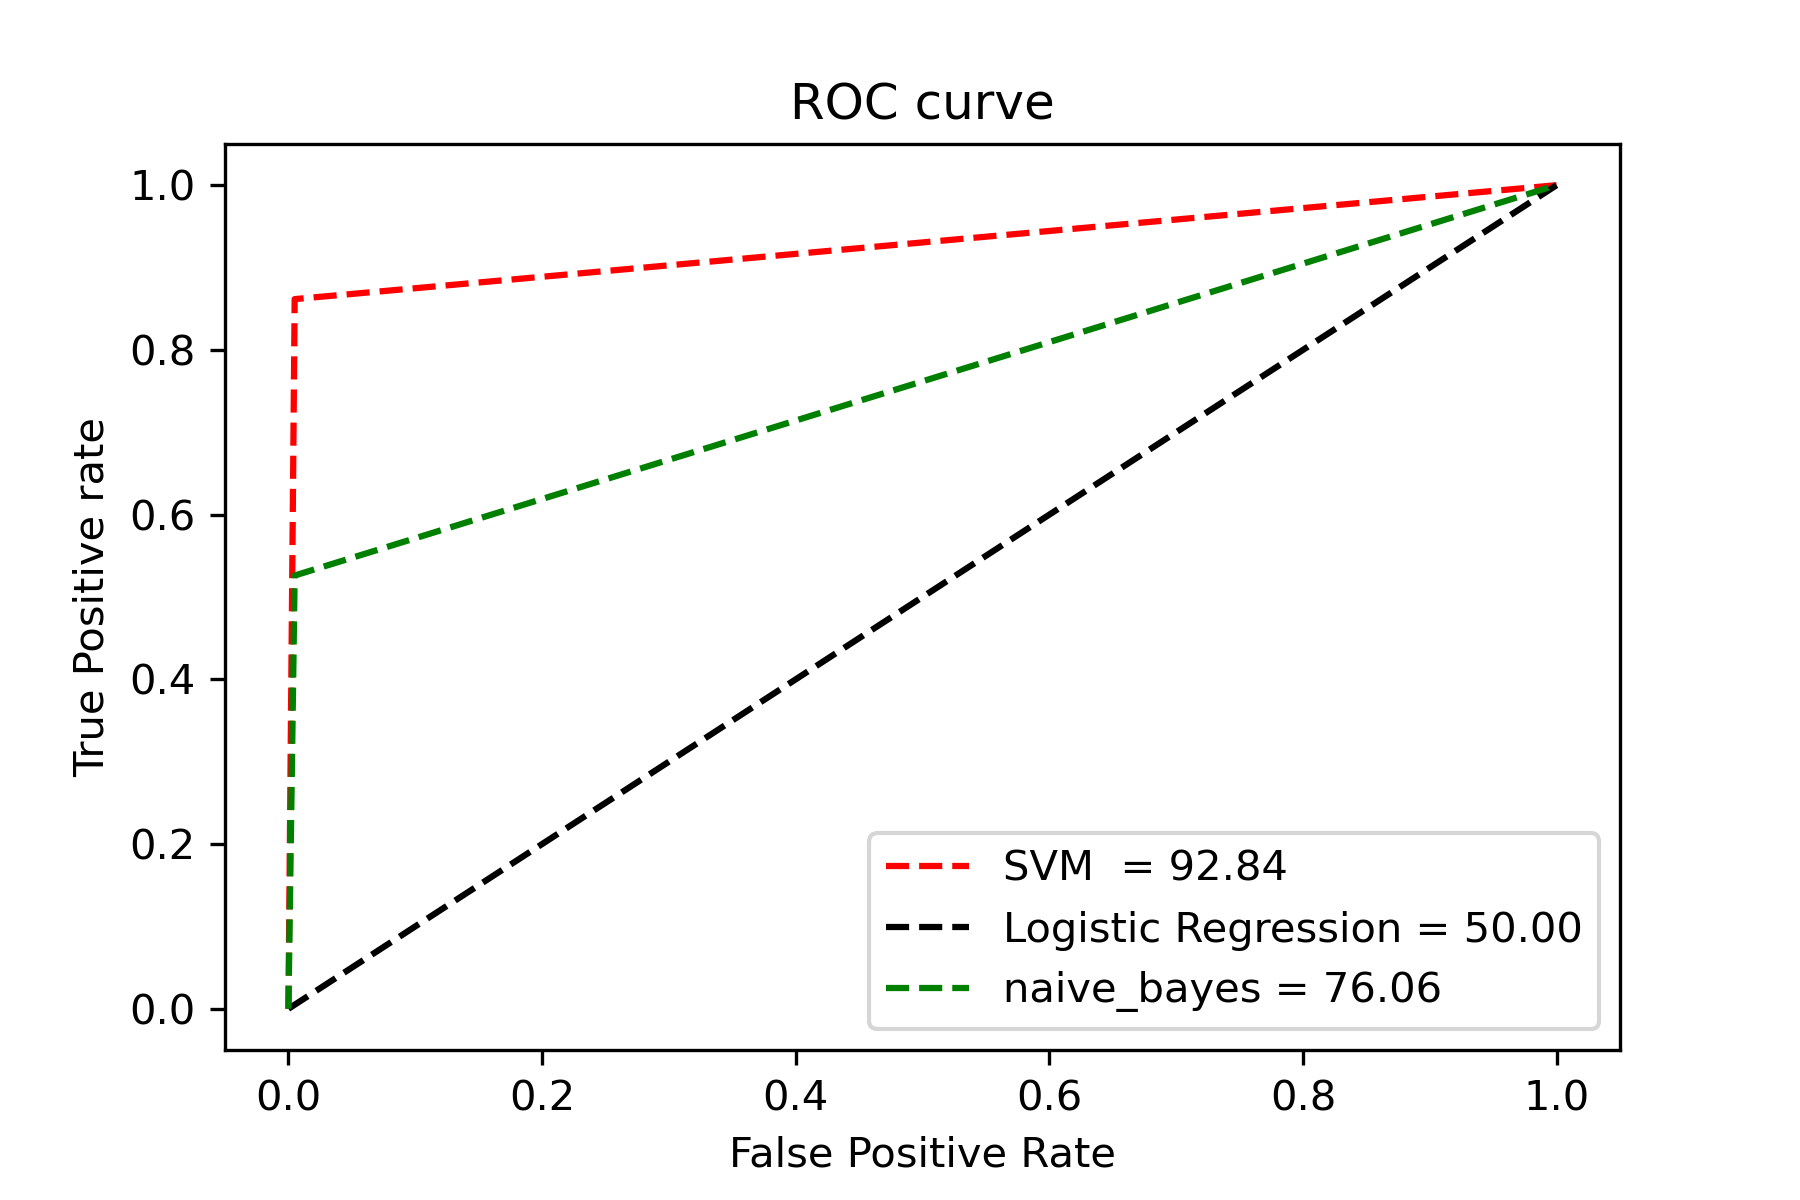 ROC curve
True Positive rate
1.0
0.8
0.6
0.4
0.2
0.0
SVM  = 92.84
Logistic Regression = 50.00
naive_bayes = 76.06
0.0 0.2 0.4 0.6 0.8 1.0
False Positive Rate